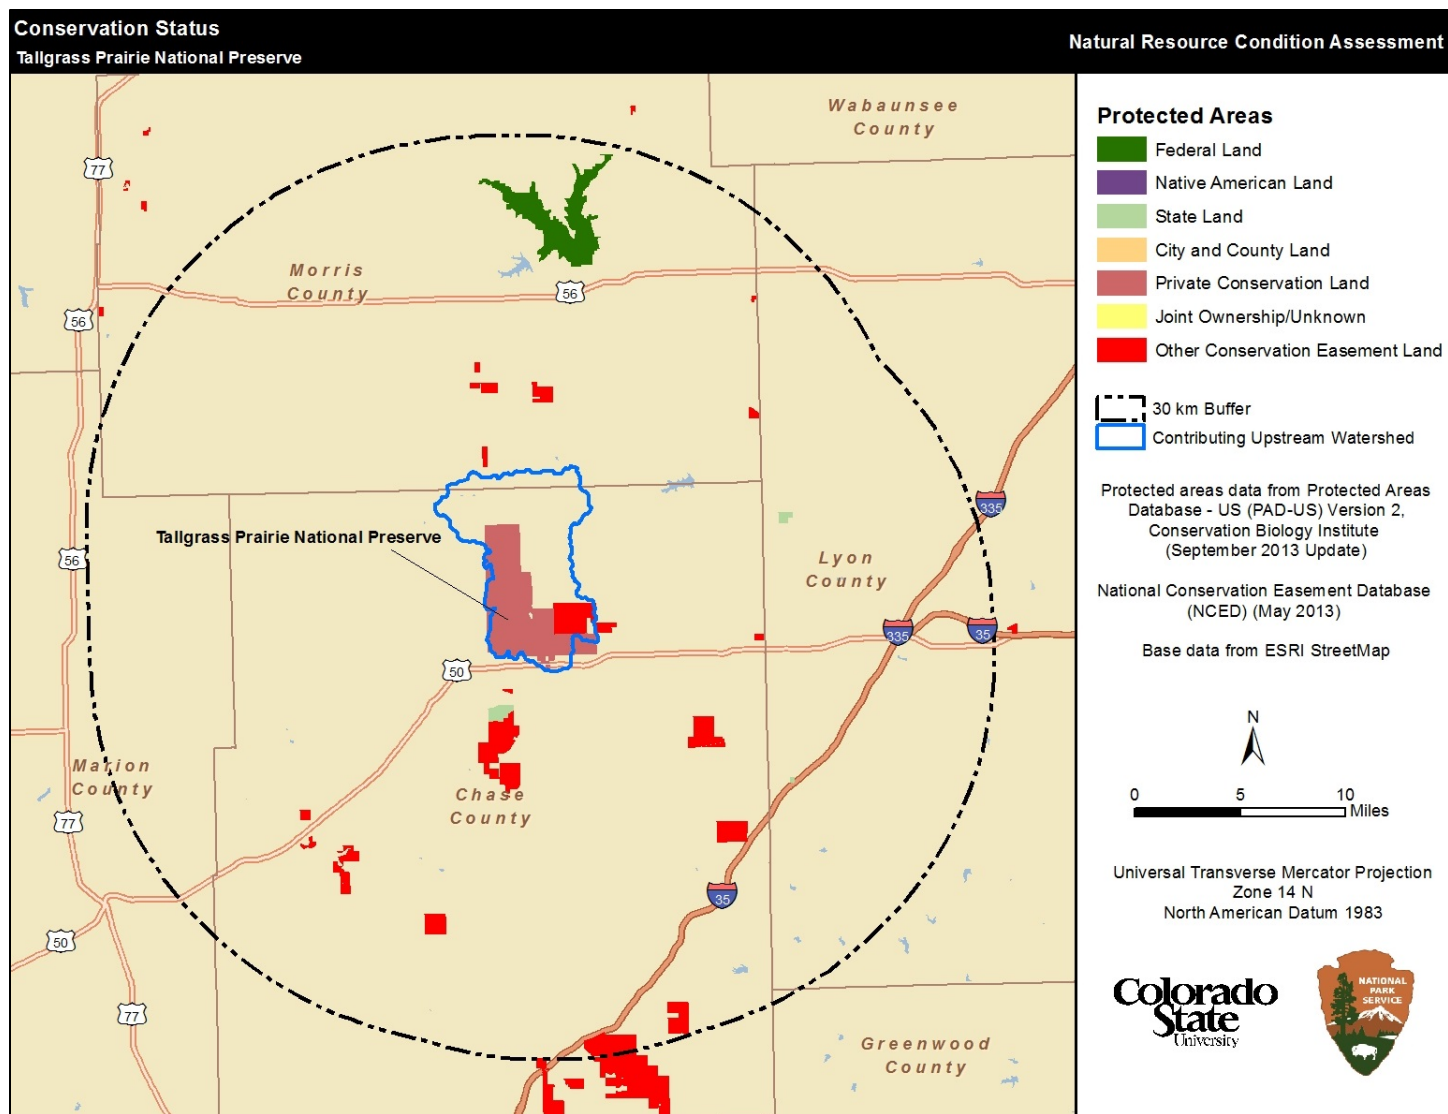 Conservation Status
Tallgrass Prairie National Preserve
Natural Resource Condition Assessment
Wabaunsee
County
77
Morris
County
56
56
Tallgrass Prairie National Preserve
335
56
Lyon
County
335
35
50
Marion
County
77
Chase
County
35
50
77
Greenwood
County
Protected Areas
Federal Land
Native American Land
State Land
City and County Land
Private Conservation Land
Joint Ownership/Unknown
Other Conservation Easement Land
30 km Buffer
Contributing Upstream Watershed
Protected areas data from Protected Areas
Database - US (PAD-US) Version 2,
Conservation Biology Institute
(September 2013 Update)
National Conservation Easement Database
(NCED) (May 2013)
Base data from ESRI StreetMap
N
0 5 10
Miles
Universal Transverse Mercator Projection
Zone 14 N
North American Datum 1983
Colorado
State
University
NATIONAL
PARK
SERVICE